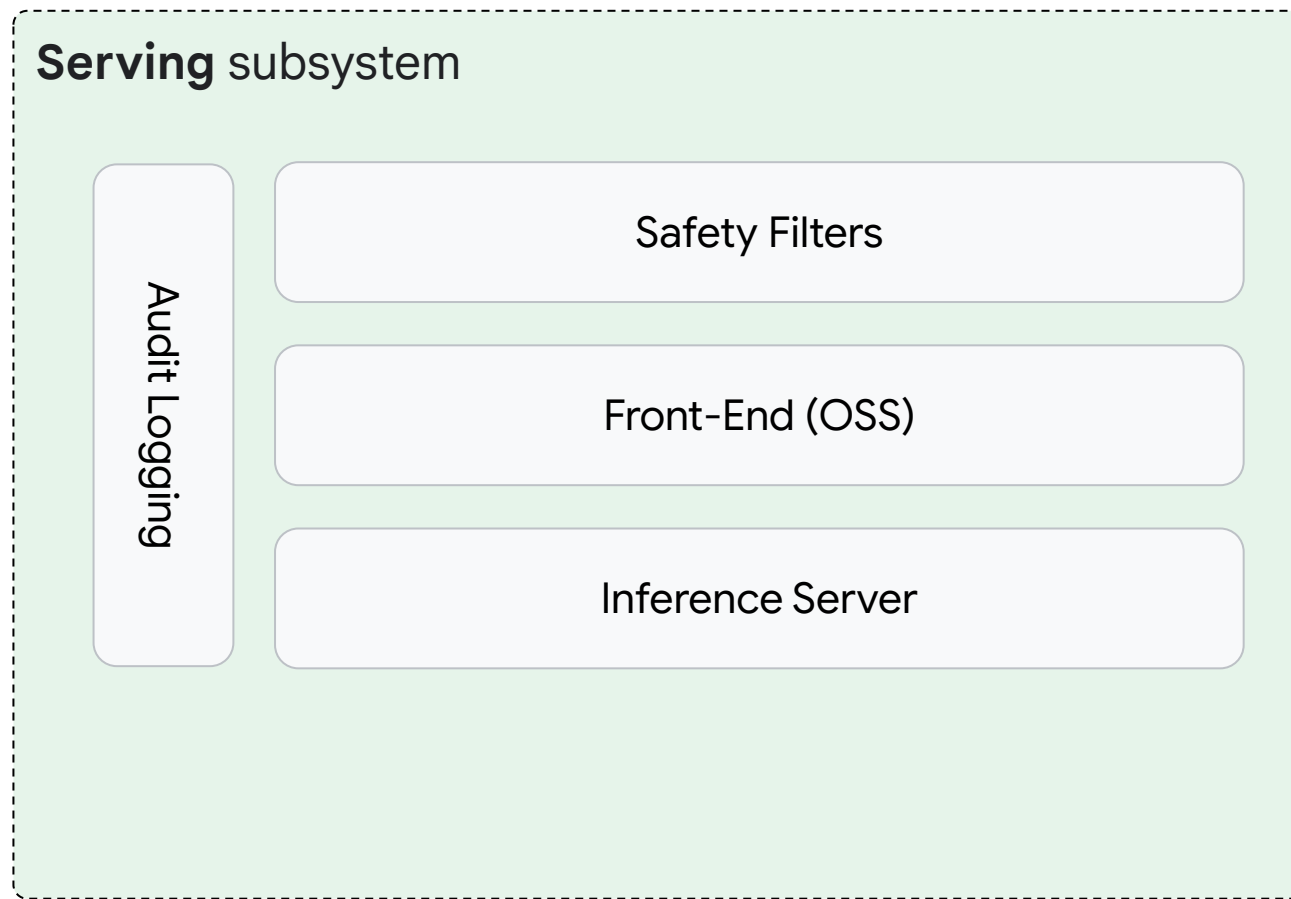 Serving subsystem
Audit Logging
Safety Filters
Front-End (OSS)
Inference Server